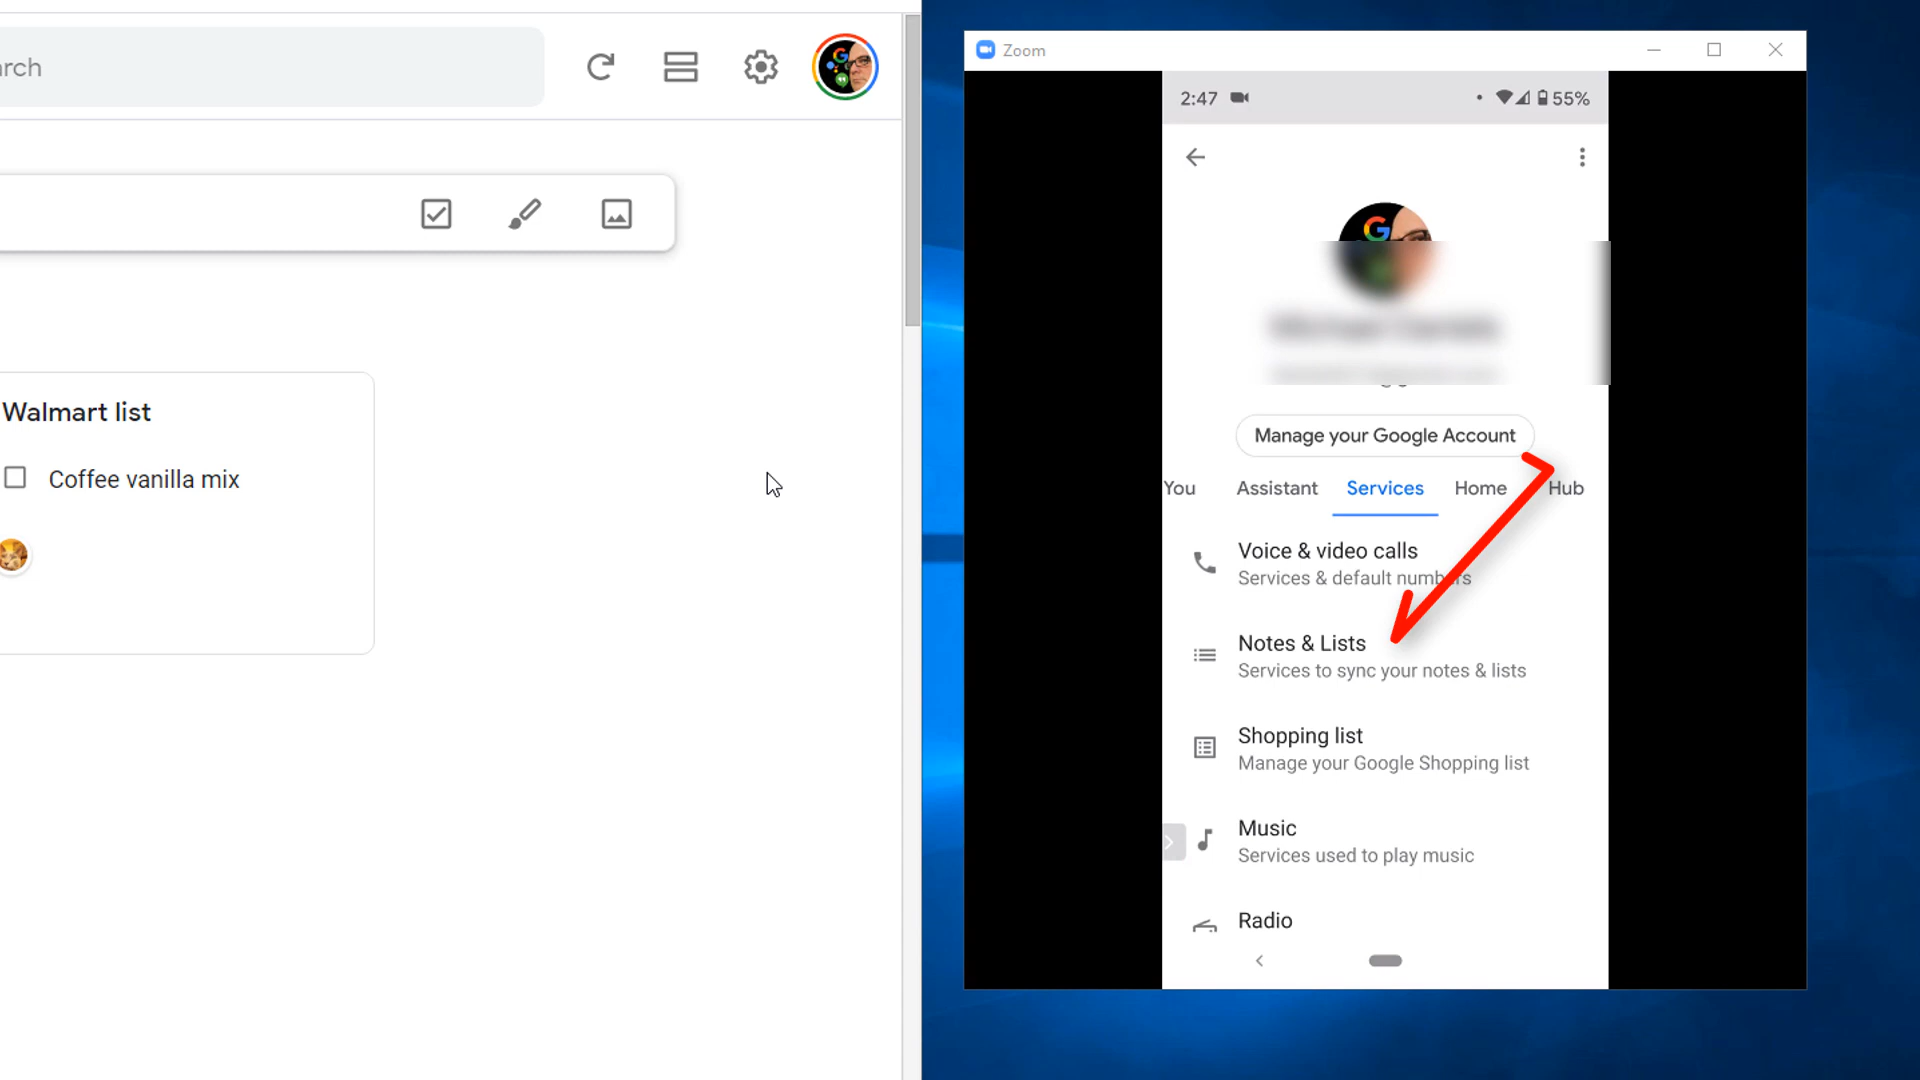 rch
Walmart list
Coffee vanilla mix
Zoom
2:47
55%
Manage your Google Account
You
Assistant
Services
Home
Hub
Voice & video calls
Services & default numbers
Notes & Lists
Services to sync your notes & lists
Shopping list
Manage your Google Shopping list
Music
Services used to play music
Radio